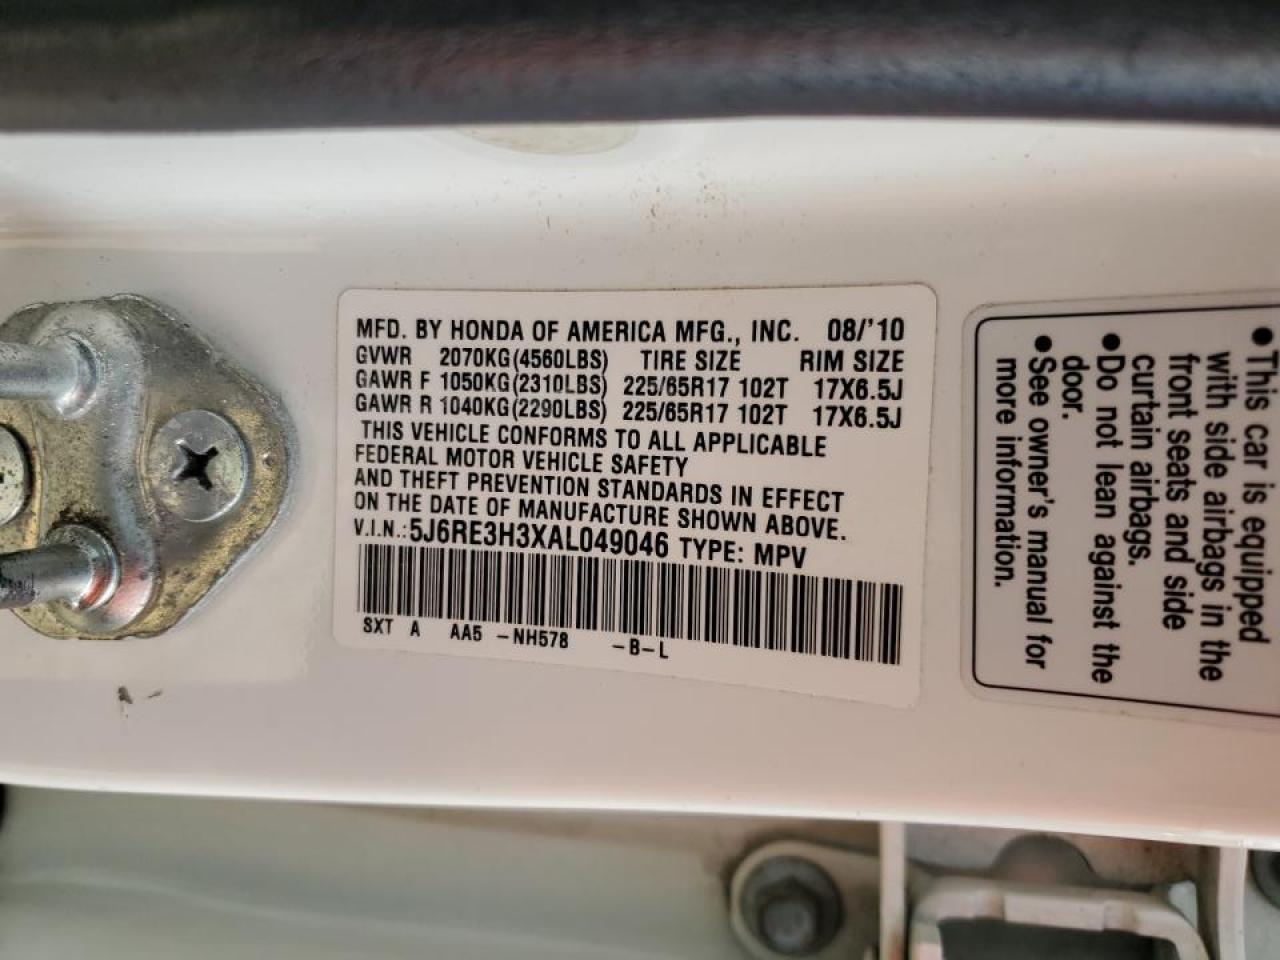 MFD. BY HONDA OF AMERICA MFG., INC. 08/'10
GVWR 2070KG(4560LBS) TIRE SIZE RIM SIZE
GAWR F 1050KG(2310LBS) 225/65R17 102T 17X6.5J
GAWR R 1040KG(2290LBS) 225/65R17 102T 17X6.5J
THIS VEHICLE CONFORMS TO ALL APPLICABLE
FEDERAL MOTOR VEHICLE SAFETY
AND THEFT PREVENTION STANDARDS IN EFFECT
ON THE DATE OF MANUFACTURE SHOWN ABOVE.
V.I.N.: 5J6RE3H3XAL049046 TYPE: MPV
SXT A AA5 -NH578 -B-L
● This car is equipped
with side airbags in the
front seats and side
curtain airbags.
● Do not lean against the
door.
● See owner's manual for
more information.